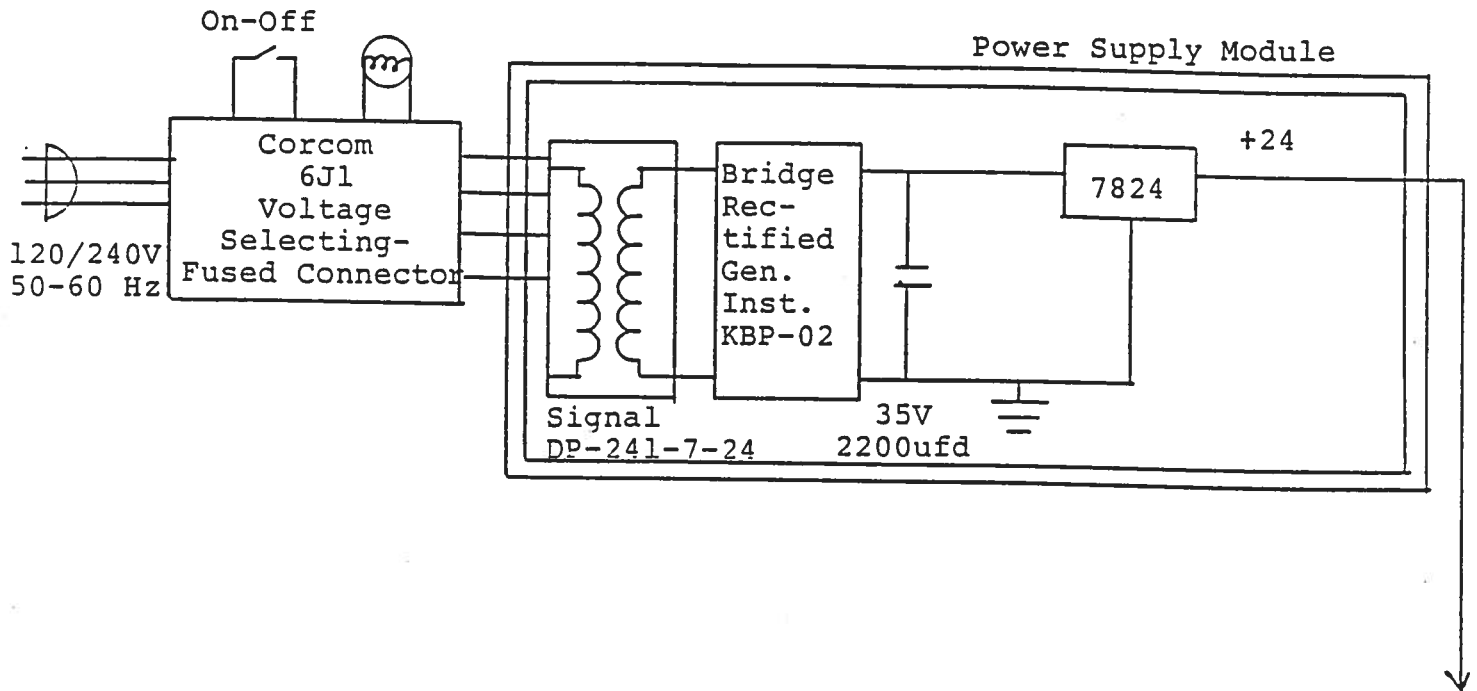 On-Off
Power Supply Module
Corcom
6J1
Voltage
Selecting-
Fused Connector
120/240V
50-60 Hz
Bridge
Rec-
tified
Gen.
Inst.
KBP-02
7824
+24
Signal
DP-241-7-24
35V
2200ufd